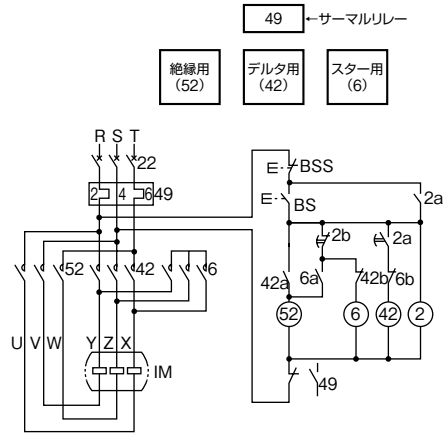 49 ←サーマルリレー
絶縁用 デルタ用 スター用
(52) (42) (6)
R S T
22
2 4 6 49
BSS
BS 2a
2b 2a
52 42 6
42a 6a 42b 6b
52 6 42 2
U V W Y Z X
IM
49